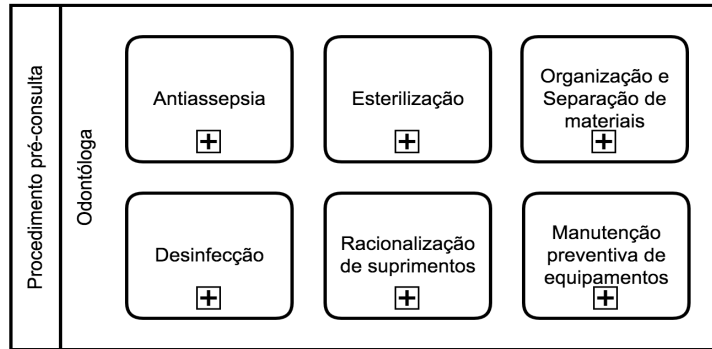 Procedimento pré-consulta
Odontóloga
Antiassepsia
Esterilização
Organização e
Separação de
materiais
Desinfecção
Racionalização
de suprimentos
Manutenção
preventiva de
equipamentos